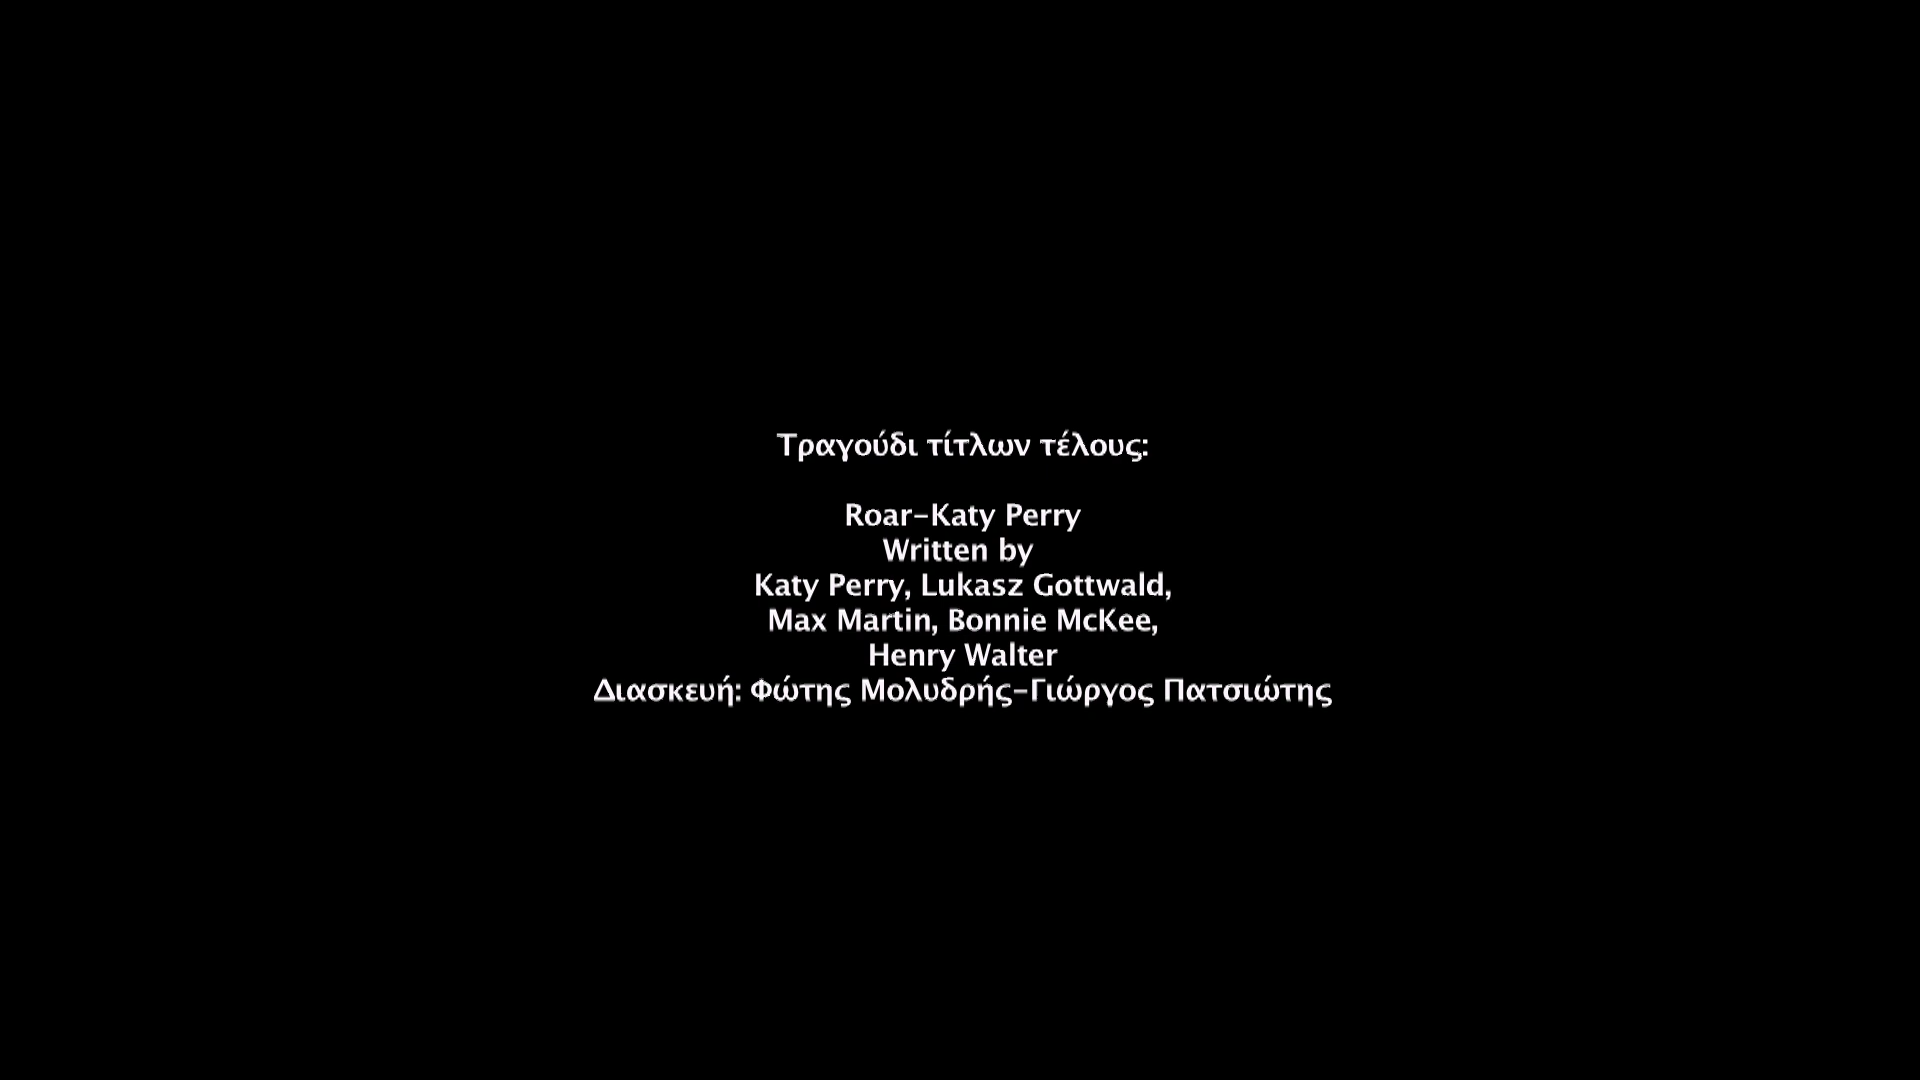 Τραγούδι τίτλων τέλους:
Roar-Katy Perry
Written by
Katy Perry, Lukasz Gottwald,
Max Martin, Bonnie McKee,
Henry Walter
Διασκευή: Φώτης Μολυδρής-Γιώργος Πατσιώτης